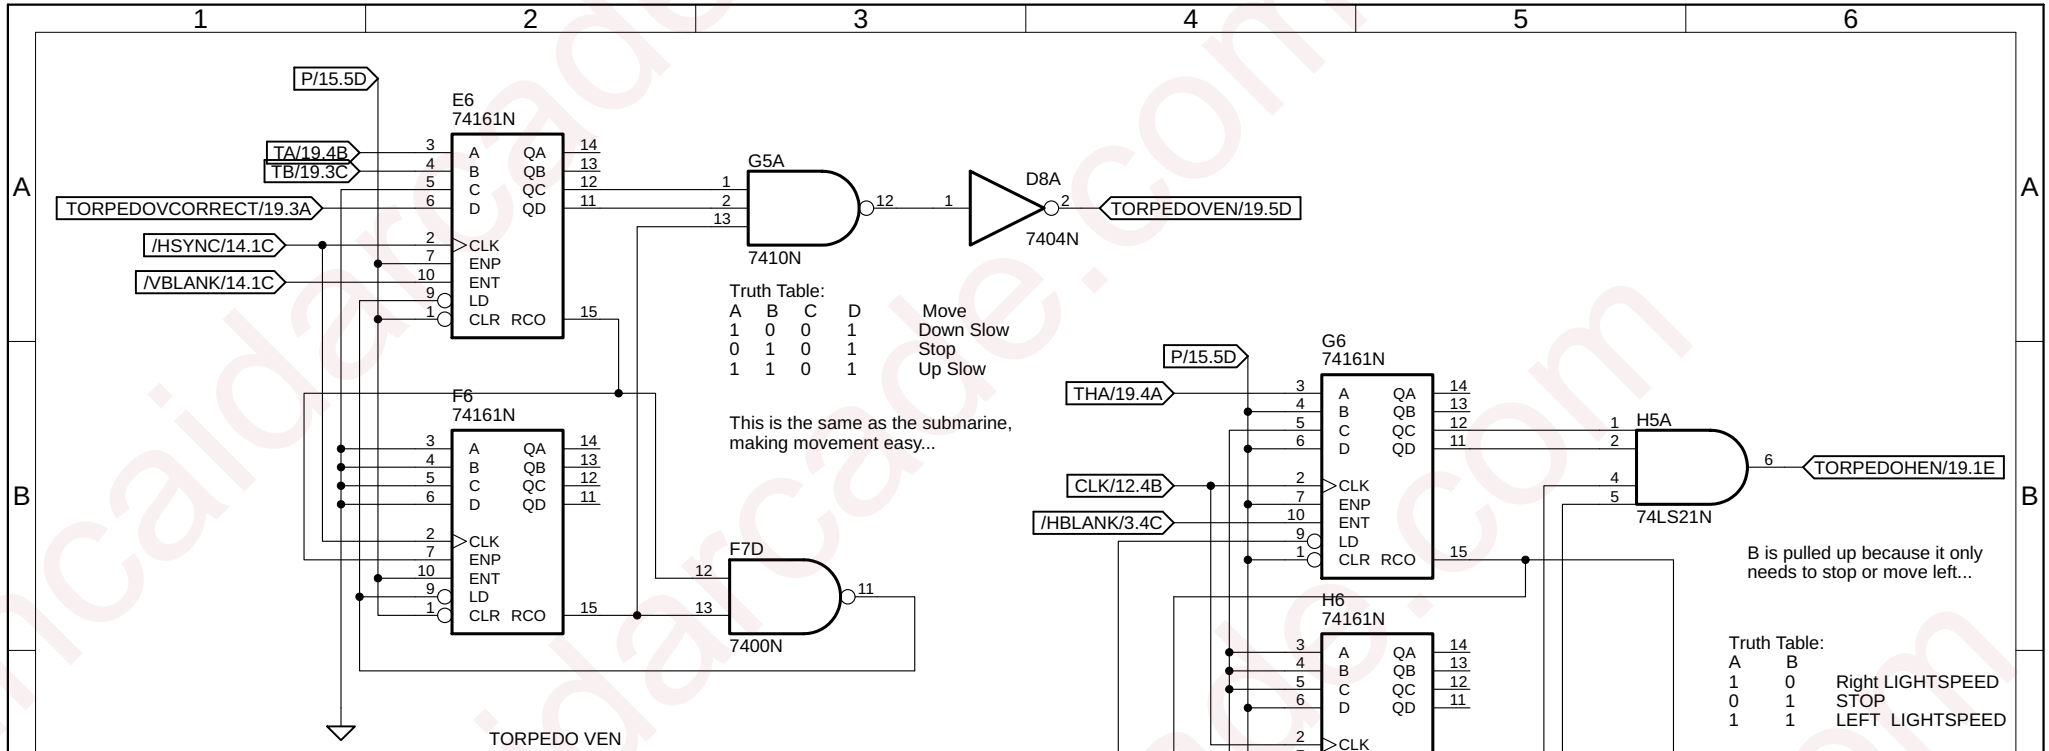 1 2 3 4 5 6
A A
B B
P/15.5D
E6
74161N
TA/19.4B
TB/19.3C
TORPEDOVCORRECT/19.3A
/HSYNC/14.1C
/VBLANK/14.1C
3 A QA 14
4 B QB 13
5 C QC 12
6 D QD 11
2 CLK
7 ENP
10 ENT
9 LD
1 CLR RCO 15
G5A
1
2
13
12
7410N
D8A
1 2
7404N
TORPEDOVEN/19.5D
Truth Table:
A B C D Move
1 0 0 1 Down Slow
0 1 0 1 Stop
1 1 0 1 Up Slow
This is the same as the submarine,
making movement easy...
F6
74161N
3 A QA 14
4 B QB 13
5 C QC 12
6 D QD 11
2 CLK
7 ENP
10 ENT
9 LD
1 CLR RCO 15
F7D
12
13
11
7400N
TORPEDO VEN
P/15.5D
G6
74161N
THA/19.4A
CLK/12.4B
/HBLANK/3.4C
3 A QA 14
4 B QB 13
5 C QC 12
6 D QD 11
2 CLK
7 ENP
10 ENT
9 LD
1 CLR RCO 15
H5A
1
2
4
5
6
74LS21N
TORPEDOHEN/19.1E
B is pulled up because it only
needs to stop or move left...
H6
74161N
3 A QA 14
4 B QB 13
5 C QC 12
6 D QD 11
2 CLK
Truth Table:
A B
1 0 Right LIGHTSPEED
0 1 STOP
1 1 LEFT LIGHTSPEED